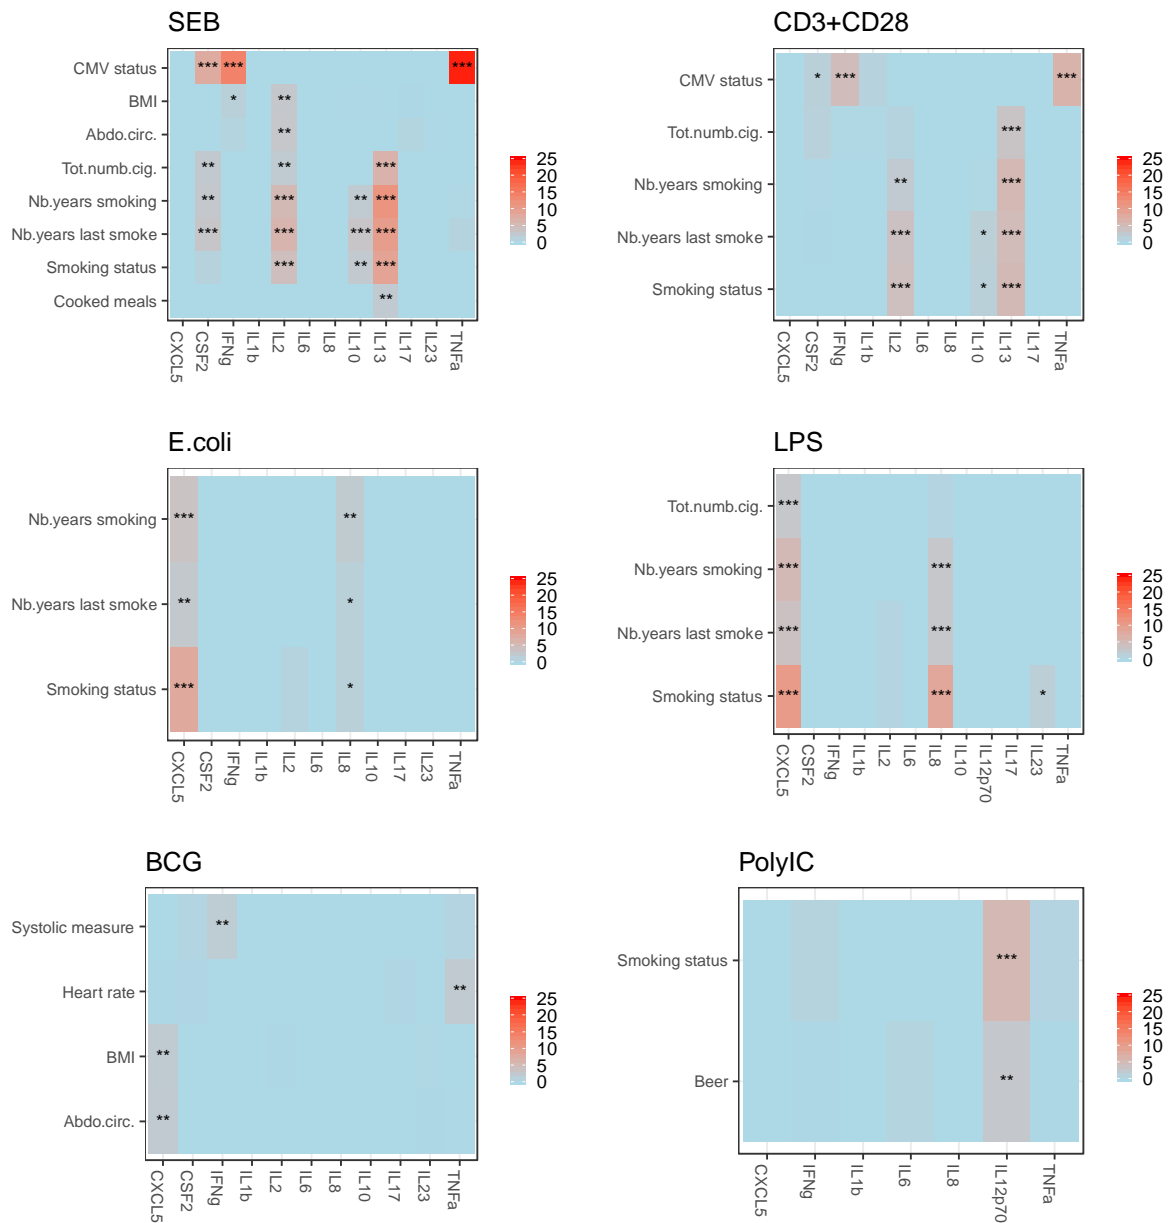 SEB
CMV status *** *** ***
BMI * **
Abdo.circ. **
Tot.numb.cig. ** ** ***
Nb.years smoking ** *** ** ***
Nb.years last smoke *** *** *** ***
Smoking status *** ** ***
Cooked meals **
CXCL5 CSF2 IFNg IL1b IL2 IL6 IL8 IL10 IL13 IL17 IL23 TNFa
25
20
15
10
5
0
CD3+CD28
CMV status * *** ***
Tot.numb.cig. ***
Nb.years smoking ** ***
Nb.years last smoke *** * ***
Smoking status *** * ***
CXCL5 CSF2 IFNg IL1b IL2 IL6 IL8 IL10 IL13 IL17 TNFa
25
20
15
10
5
0
E.coli
Nb.years smoking *** **
Nb.years last smoke ** *
Smoking status *** *
CXCL5 CSF2 IFNg IL1b IL2 IL6 IL8 IL10 IL17 IL23 TNFa
25
20
15
10
5
0
LPS
Tot.numb.cig. ***
Nb.years smoking *** ***
Nb.years last smoke *** ***
Smoking status *** *** *
CXCL5 CSF2 IFNg IL1b IL2 IL6 IL8 IL10 IL12p70 IL17 IL23 TNFa
25
20
15
10
5
0
BCG
Systolic measure **
Heart rate **
BMI **
Abdo.circ. **
CXCL5 CSF2 IFNg IL1b IL2 IL6 IL8 IL10 IL17 IL23 TNFa
25
20
15
10
5
0
PolyIC
Smoking status ***
Beer **
CXCL5 IFNg IL1b IL6 IL8 IL12p70 TNFa
25
20
15
10
5
0